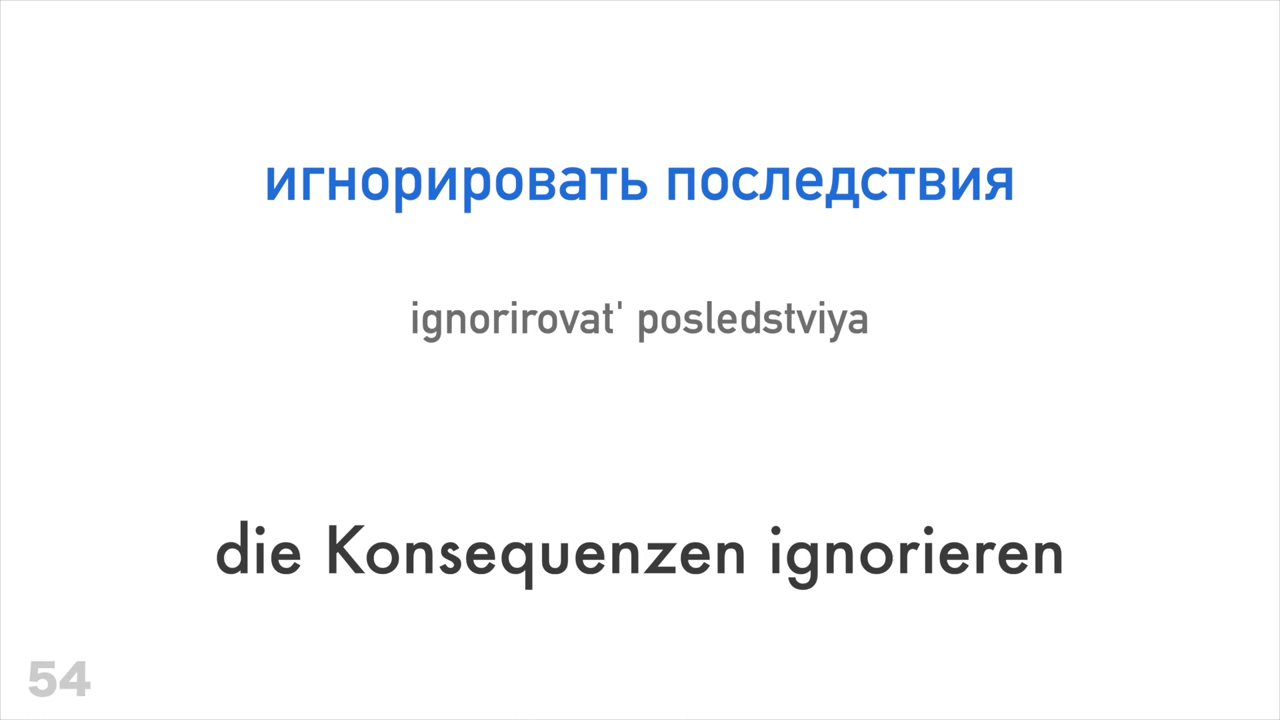 игнорировать последствия
ignorirovat' posledstviya
die Konsequenzen ignorieren
54